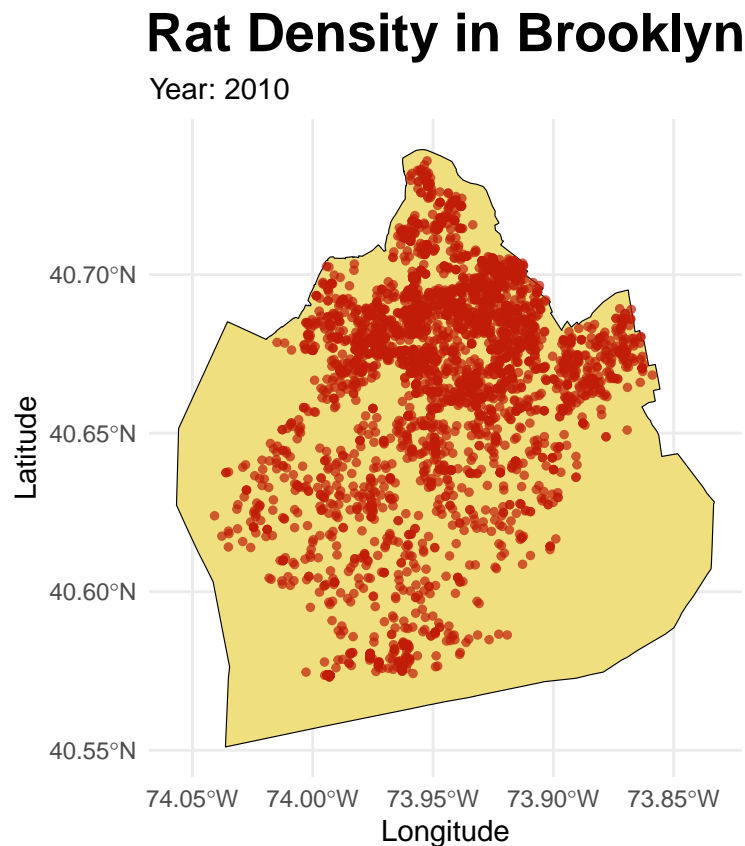 Rat Density in Brooklyn
Year: 2010
40.70°N
40.65°N
40.60°N
40.55°N
Latitude
74.05°W 74.00°W 73.95°W 73.90°W 73.85°W
Longitude